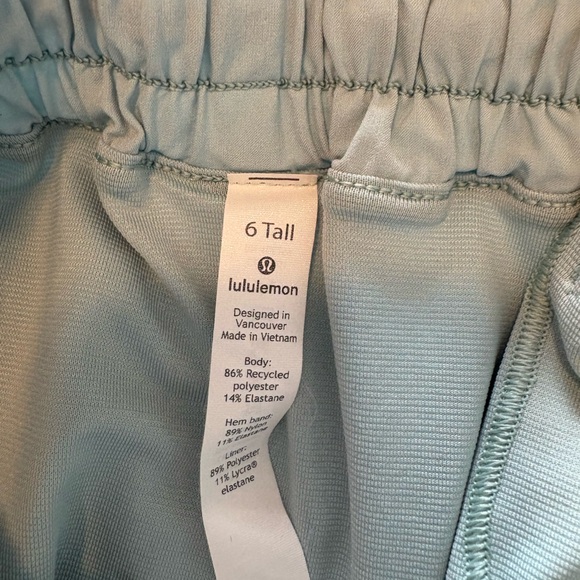 6 Tall
lululemon
Designed in
Vancouver
Made in Vietnam
Body:
86% Recycled
polyester
14% Elastane
Hem band:
89% Nylon
11% Elastane
Liner:
89% Polyester
11% Lycra®
elastane